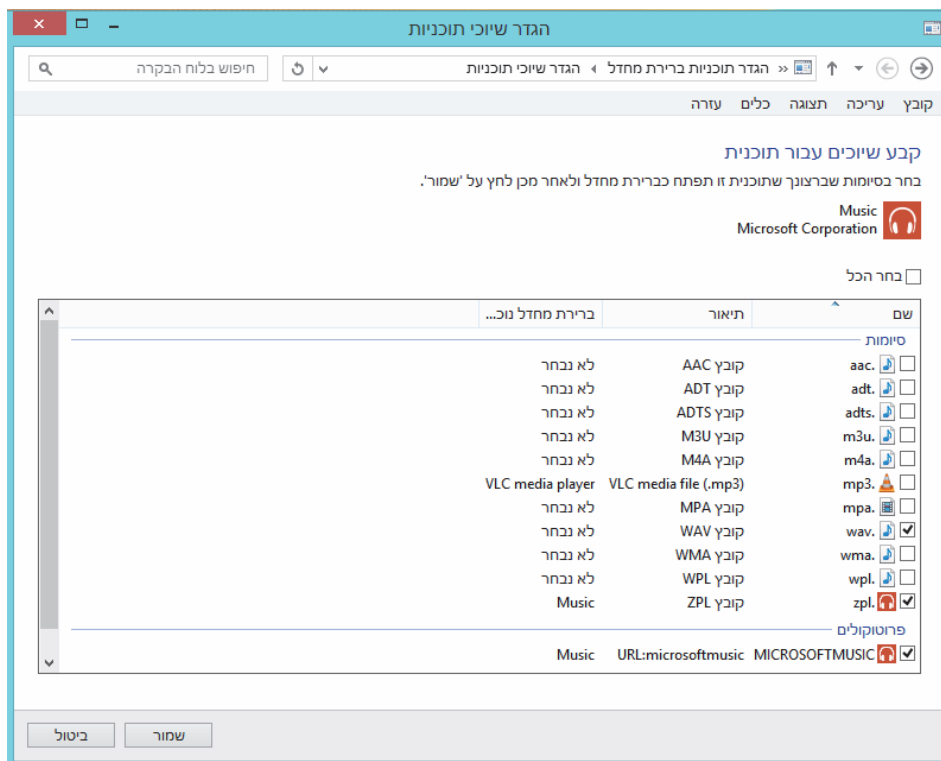 הגדר שיוכי תוכניות
« הגדר תוכניות ברירת מחדל הגדר שיוכי תוכניות
חיפוש בלוח הבקרה
קובץ עריכה תצוגה כלים עזרה
קבע שיוכים עבור תוכנית
בחר בסיומות שברצונך שתוכנית זו תפתח כברירת מחדל ולאחר מכן לחץ על 'שמור'.
Music
Microsoft Corporation
בחר הכל
שם תיאור ברירת מחדל נוכ...
סיומות
aac. קובץ AAC לא נבחר
adt. קובץ ADT לא נבחר
adts. קובץ ADTS לא נבחר
m3u. קובץ M3U לא נבחר
m4a. קובץ M4A לא נבחר
mp3. VLC media file (.mp3) VLC media player
mpa. קובץ MPA לא נבחר
wav. קובץ WAV לא נבחר
wma. קובץ WMA לא נבחר
wpl. קובץ WPL לא נבחר
zpl. קובץ ZPL Music
פרוטוקולים
MICROSOFTMUSIC URL:microsoftmusic Music
שמור ביטול